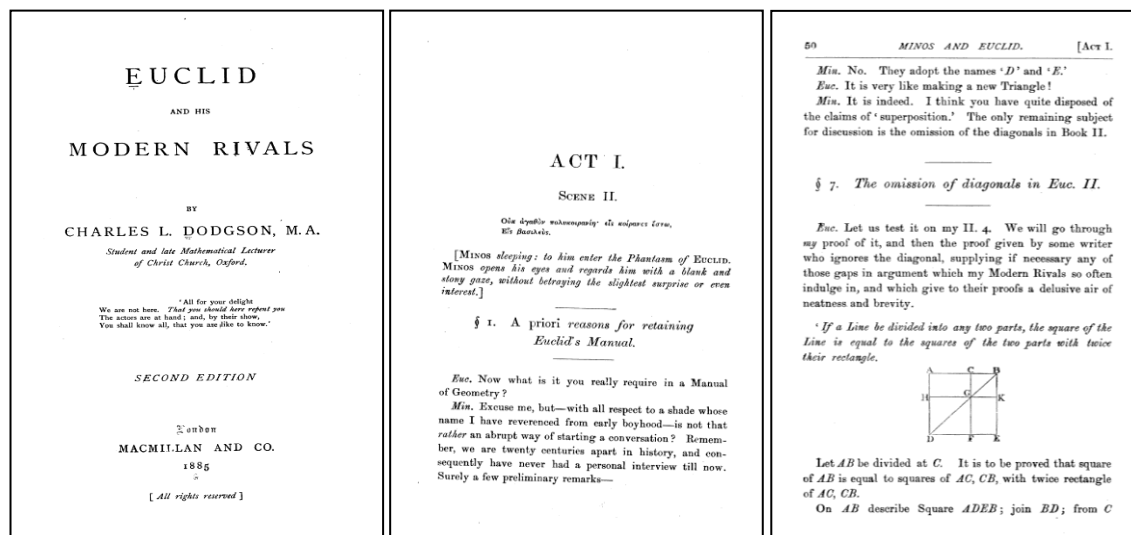 EUCLID
AND HIS
MODERN RIVALS
BY
CHARLES L. DODGSON, M.A.
Student and late Mathematical Lecturer
of Christ Church, Oxford.
'All for your delight
We are not here. That you should here repent you
The actors are at hand; and, by their show,
You shall know all, that you are like to know.'
SECOND EDITION
London
MACMILLAN AND CO.
1885
[ All rights reserved ]
ACT I.
SCENE II.
Οὐκ ἀγαθὸν πολυκοιρανίη· εἷς κοίρανος ἔστω,
Εἷς βασιλεύς.
[MINOS sleeping: to him enter the Phantasm of EUCLID.
MINOS opens his eyes and regards him with a blank and
stony gaze, without betraying the slightest surprise or even
interest.]
§ 1. A priori reasons for retaining
Euclid's Manual.
Euc. Now what is it you really require in a Manual
of Geometry?
Min. Excuse me, but—with all respect to a shade whose
name I have reverenced from early boyhood—is not that
rather an abrupt way of starting a conversation? Remem-
ber, we are twenty centuries apart in history, and con-
sequently have never had a personal interview till now.
Surely a few preliminary remarks—
50 MINOS AND EUCLID. [ACT I.
Min. No. They adopt the names 'D' and 'E.'
Euc. It is very like making a new Triangle!
Min. It is indeed. I think you have quite disposed of
the claims of 'superposition.' The only remaining subject
for discussion is the omission of the diagonals in Book II.
§ 7. The omission of diagonals in Euc. II.
Euc. Let us test it on my II. 4. We will go through
my proof of it, and then the proof given by some writer
who ignores the diagonal, supplying if necessary any of
those gaps in argument which my Modern Rivals so often
indulge in, and which give to their proofs a delusive air of
neatness and brevity.
'If a Line be divided into any two parts, the square of the
Line is equal to the squares of the two parts with twice
their rectangle.
A C B
H G K
D F E
Let AB be divided at C. It is to be proved that square
of AB is equal to squares of AC, CB, with twice rectangle
of AC, CB.
On AB describe Square ADEB; join BD; from C